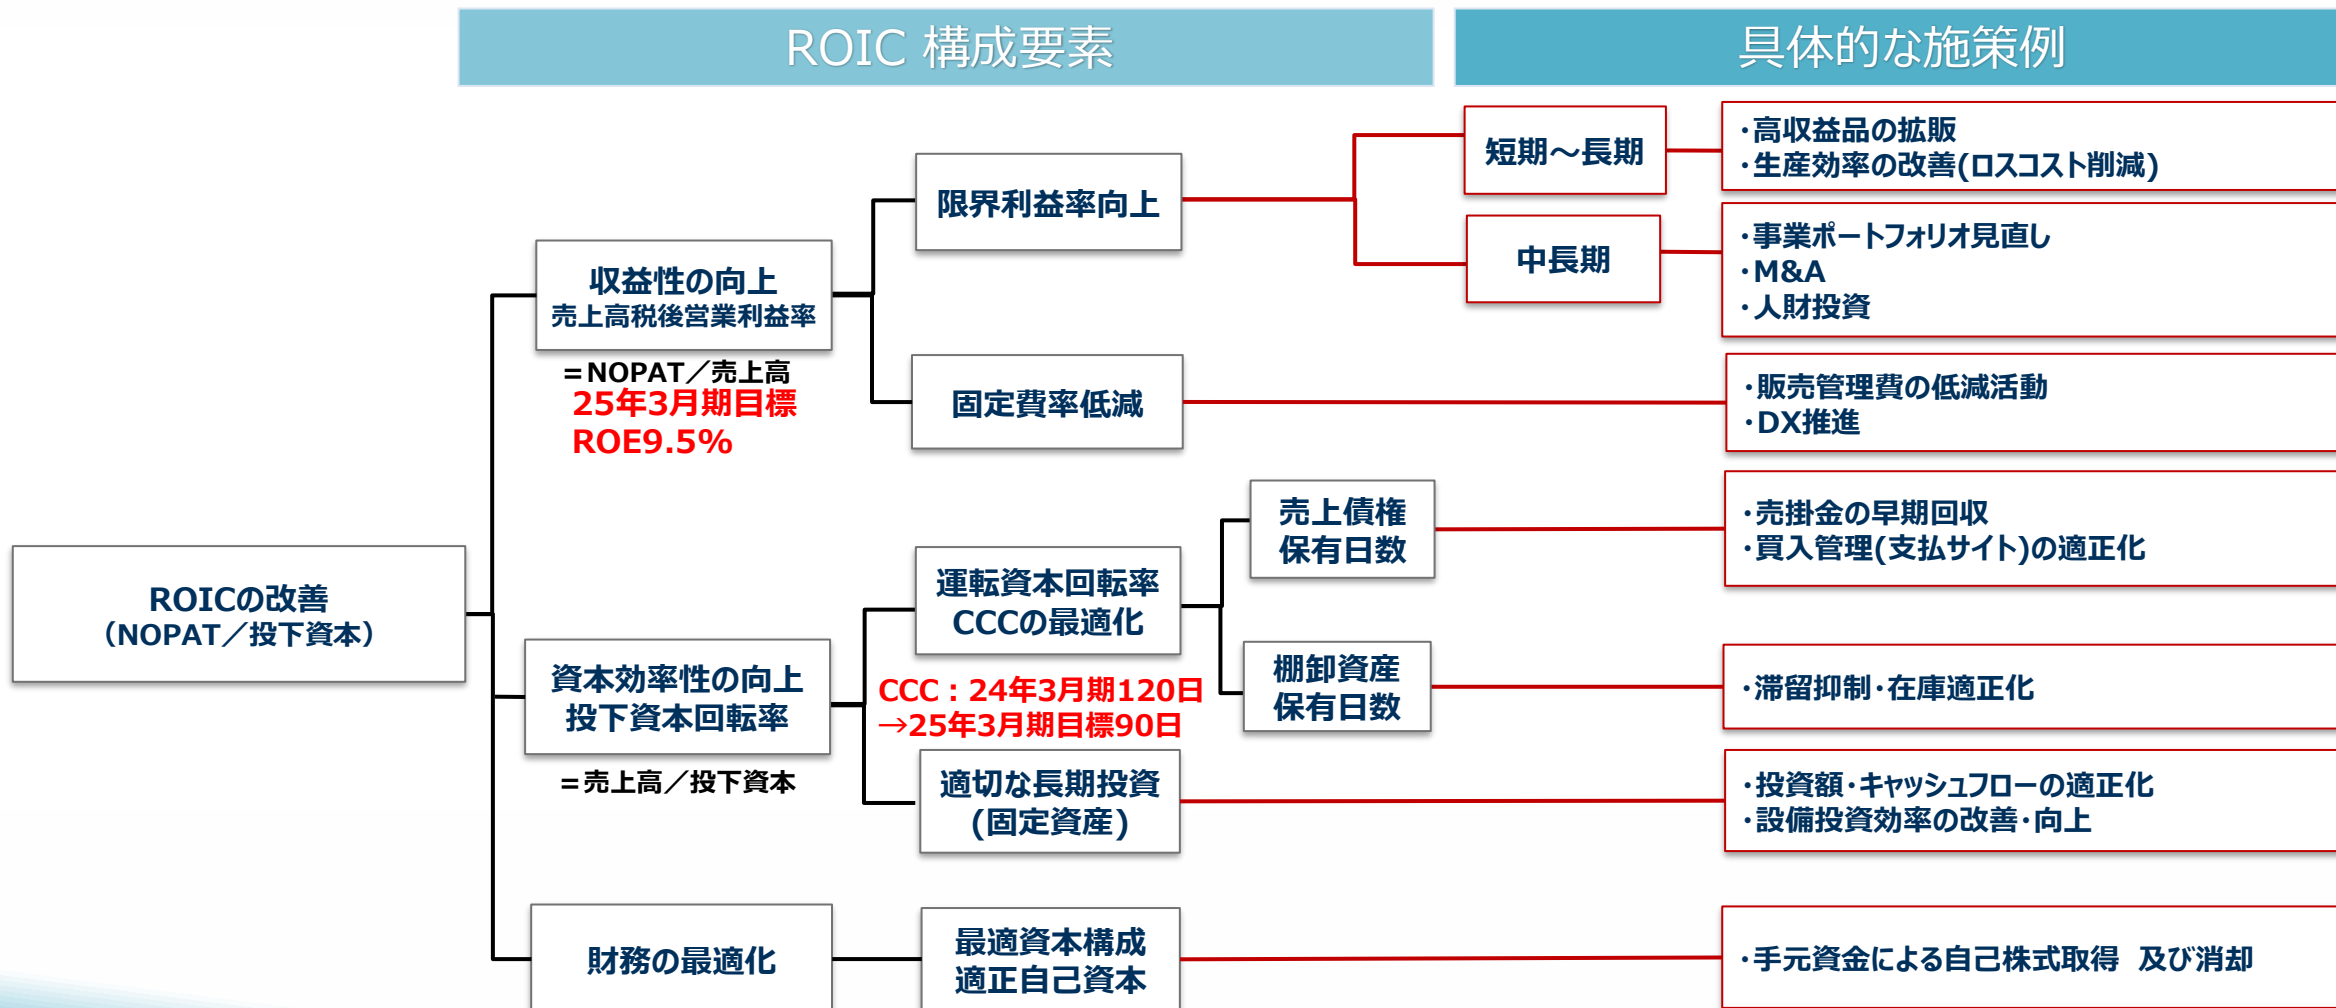 ROIC 構成要素
具体的な施策例
ROICの改善
（NOPAT／投下資本）
収益性の向上
売上高税後営業利益率
＝NOPAT／売上高
25年3月期目標
ROE9.5%
限界利益率向上
短期～長期
・高収益品の拡販
・生産効率の改善(ロスコスト削減)
中長期
・事業ポートフォリオ見直し
・M&A
・人財投資
固定費率低減
・販売管理費の低減活動
・DX推進
資本効率性の向上
投下資本回転率
＝売上高／投下資本
運転資本回転率
CCCの最適化
CCC：24年3月期120日
→25年3月期目標90日
売上債権
保有日数
・売掛金の早期回収
・買入管理(支払サイト)の適正化
棚卸資産
保有日数
・滞留抑制・在庫適正化
適切な長期投資
(固定資産)
・投資額・キャッシュフローの適正化
・設備投資効率の改善・向上
財務の最適化
最適資本構成
適正自己資本
・手元資金による自己株式取得 及び消却